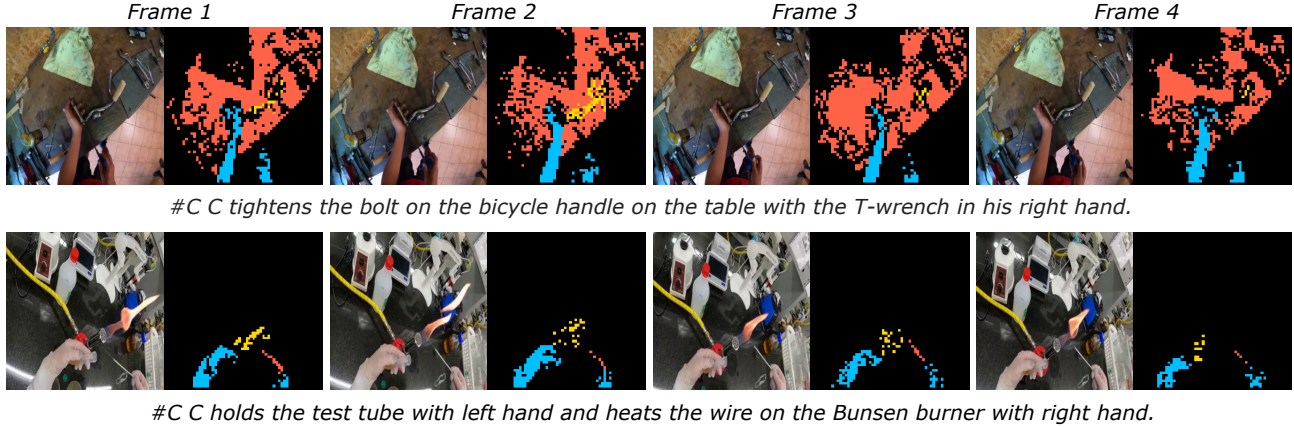 Frame 1 Frame 2 Frame 3 Frame 4
#C C tightens the bolt on the bicycle handle on the table with the T-wrench in his right hand.
#C C holds the test tube with left hand and heats the wire on the Bunsen burner with right hand.